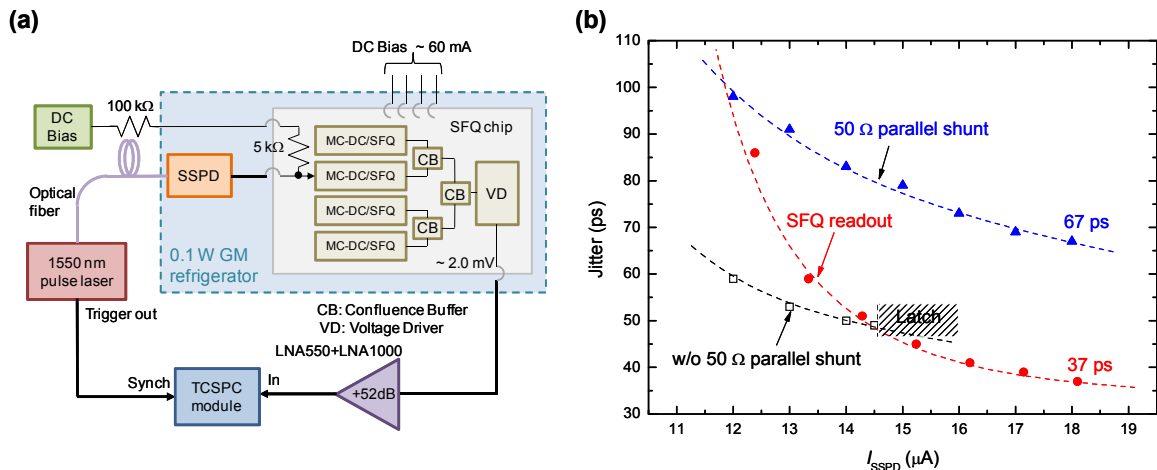 (a)
DC Bias ~ 60 mA
100 kΩ
DC
Bias
SFQ chip
5 kΩ
MC-DC/SFQ
MC-DC/SFQ
MC-DC/SFQ
MC-DC/SFQ
CB
CB
CB
VD
SSPD
Optical
fiber
0.1 W GM
refrigerator
~ 2.0 mV
1550 nm
pulse laser
Trigger out
CB: Confluence Buffer
VD: Voltage Driver
LNA550+LNA1000
Synch
TCSPC
module
In
+52dB
(b)
Jitter (ps)
110
100
90
80
70
60
50
40
30
50 Ω parallel shunt
67 ps
SFQ readout
Latch
w/o 50 Ω parallel shunt
37 ps
11 12 13 14 15 16 17 18 19
ISSPD (μA)